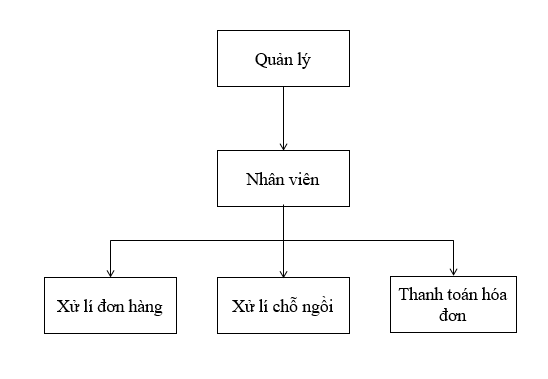 Quản lý
Nhân viên
Xử lí đơn hàng
Xử lí chỗ ngồi
Thanh toán hóa
đơn